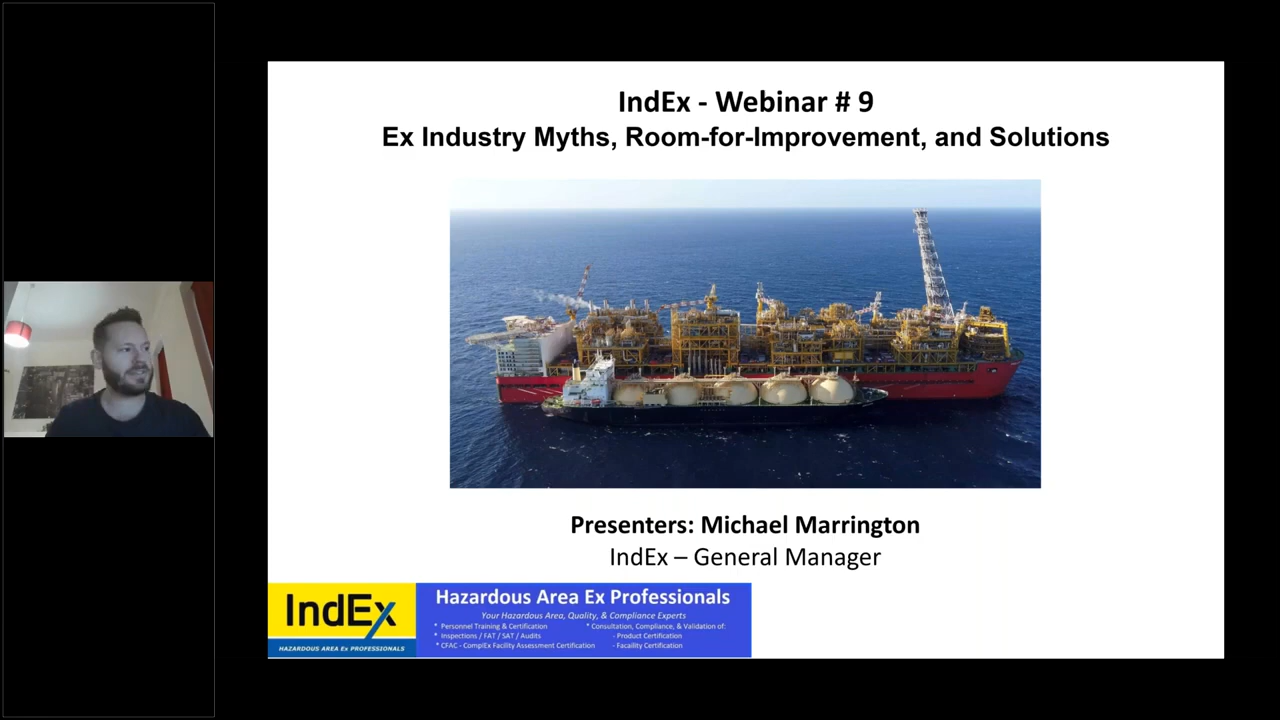 IndEx - Webinar # 9
Ex Industry Myths, Room-for-Improvement, and Solutions
Presenters: Michael Marrington
IndEx – General Manager
IndEx
HAZARDOUS AREA Ex PROFESSIONALS
Hazardous Area Ex Professionals
Your Hazardous Area, Quality, & Compliance Experts
* Personnel Training & Certification * Consultation, Compliance, & Validation of:
* Inspections / FAT / SAT / Audits - Product Certification
* CFAC - ComplEx Facility Assessment Certification - Facaility Certification